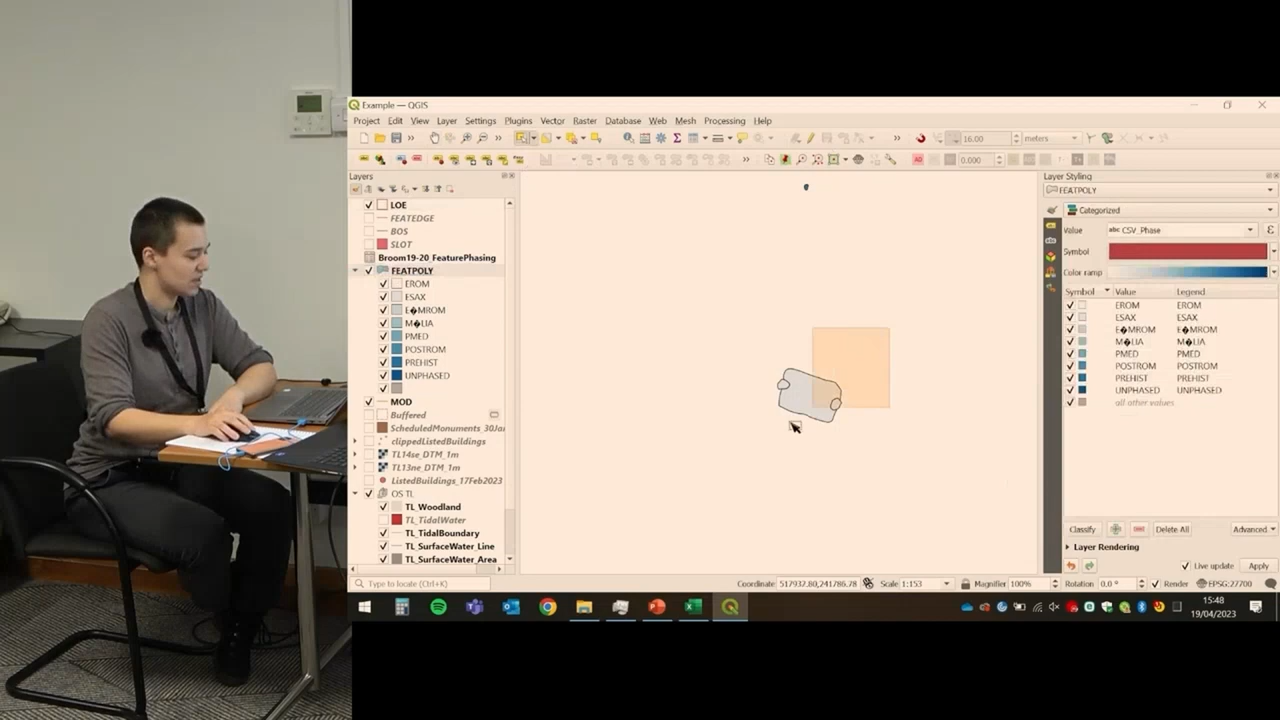 Example — QGIS
Project Edit View Layer Settings Plugins Vector Raster Database Web Mesh Processing Help
16.00 meters
0.000
Layers
LOE
FEATEDGE
BOS
SLOT
Broom19-20_FeaturePhasing
FEATPOLY
EROM
ESAX
E�MROM
M�LIA
PMED
POSTROM
PREHIST
UNPHASED
MOD
Buffered
ScheduledMonuments_30Ja
clippedListedBuildings
TL14se_DTM_1m
TL13ne_DTM_1m
ListedBuildings_17Feb2023
OS TL
TL_Woodland
TL_TidalWater
TL_TidalBoundary
TL_SurfaceWater_Line
TL_SurfaceWater_Area
Layer Styling
FEATPOLY
Categorized
Value abc CSV_Phase
Symbol
Color ramp
Symbol Value Legend
EROM EROM
ESAX ESAX
E�MROM E�MROM
M�LIA M�LIA
PMED PMED
POSTROM POSTROM
PREHIST PREHIST
UNPHASED UNPHASED
all other values
Classify Delete All Advanced
Layer Rendering
Live update Apply
Type to locate (Ctrl+K) Coordinate 517932.80,241786.78 Scale 1:153 Magnifier 100% Rotation 0.0 ° Render EPSG:27700
15:48
19/04/2023